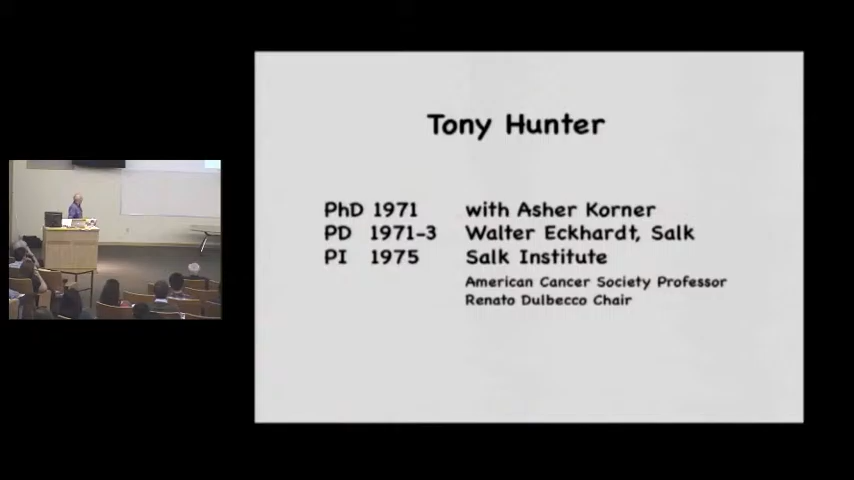 Tony Hunter
PhD 1971 with Asher Korner
PD 1971-3 Walter Eckhardt, Salk
PI 1975 Salk Institute
American Cancer Society Professor
Renato Dulbecco Chair